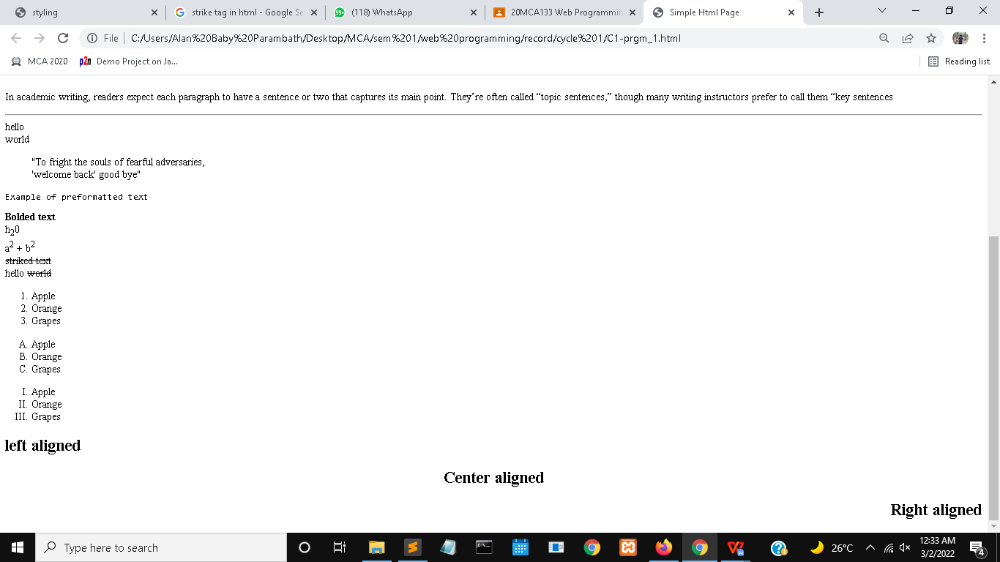 styling
strike tag in html - Google Se
99+
(118) WhatsApp
20MCA133 Web Programmin
Simple Html Page
File
C:/Users/Alan%20Baby%20Parambath/Desktop/MCA/sem%201/web%20programming/record/cycle%201/C1-prgm_1.html
MCA 2020
p2n
Demo Project on Ja...
Reading list
In academic writing, readers expect each paragraph to have a sentence or two that captures its main point. They’re often called “topic sentences,” though many writing instructors prefer to call them “key sentences
hello
world
"To fright the souls of fearful adversaries,
'welcome back' good bye"
Example of preformatted text
Bolded text
h20
a2 + b2
striked text
hello world
1. Apple
2. Orange
3. Grapes
A. Apple
B. Orange
C. Grapes
I. Apple
II. Orange
III. Grapes
left aligned
Center aligned
Right aligned
Type here to search
26°C
12:33 AM
3/2/2022
4